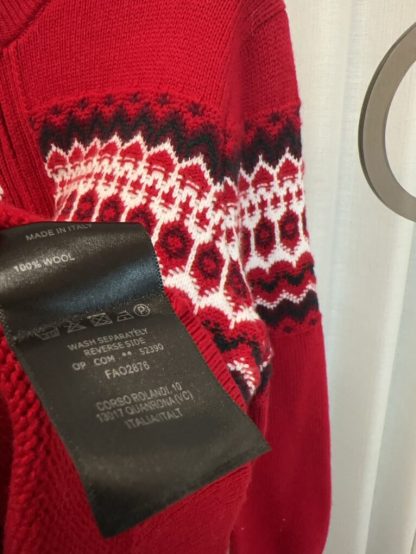 MADE IN ITALY
100% WOOL
WASH SEPARATELY
REVERSE SIDE
OP COM ** 52390
FAO2876
CORSO ROLANDI, 10
13017 QUARONA(VC)
ITALIA/ITALT